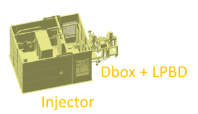 Dbox + LPBD
Injector